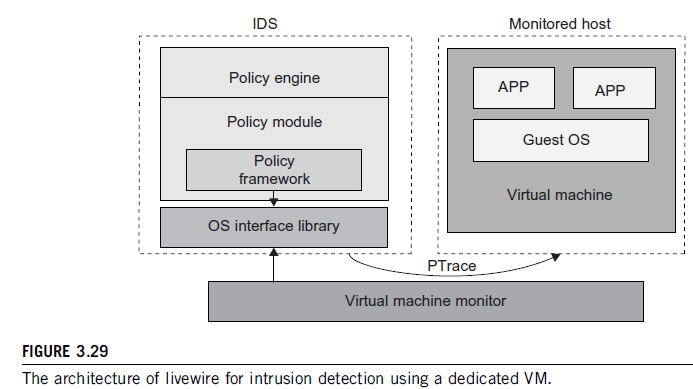 IDS
Monitored host
Policy engine
Policy module
Policy
framework
OS interface library
APP
APP
Guest OS
Virtual machine
PTrace
Virtual machine monitor
FIGURE 3.29
The architecture of livewire for intrusion detection using a dedicated VM.